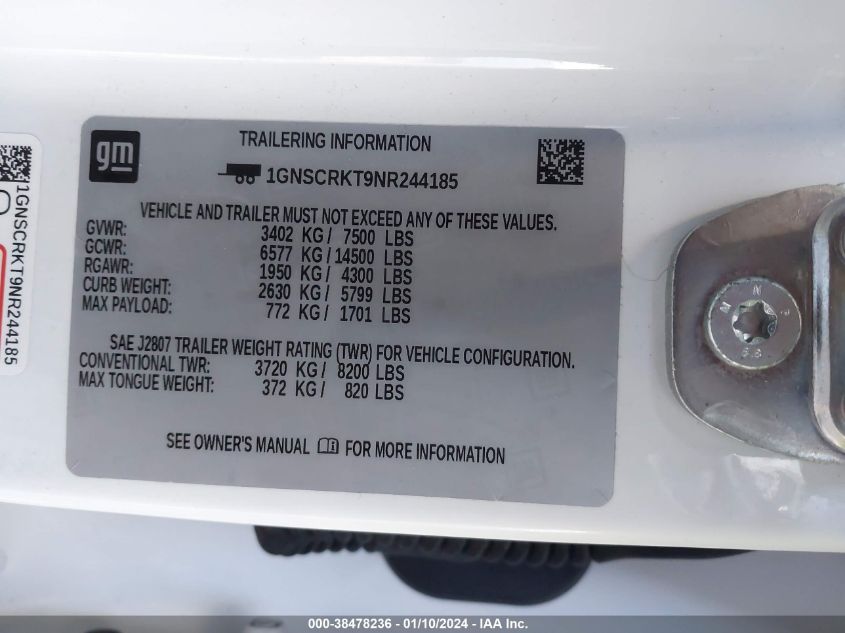 gm
TRAILERING INFORMATION
1GNSCRKT9NR244185
VEHICLE AND TRAILER MUST NOT EXCEED ANY OF THESE VALUES.
GVWR: 3402 KG / 7500 LBS
GCWR: 6577 KG / 14500 LBS
RGAWR: 1950 KG / 4300 LBS
CURB WEIGHT: 2630 KG / 5799 LBS
MAX PAYLOAD: 772 KG / 1701 LBS
SAE J2807 TRAILER WEIGHT RATING (TWR) FOR VEHICLE CONFIGURATION.
CONVENTIONAL TWR: 3720 KG / 8200 LBS
MAX TONGUE WEIGHT: 372 KG / 820 LBS
SEE OWNER'S MANUAL FOR MORE INFORMATION
1GNSCRKT9NR244185
000-38478236 - 01/10/2024 - IAA Inc.